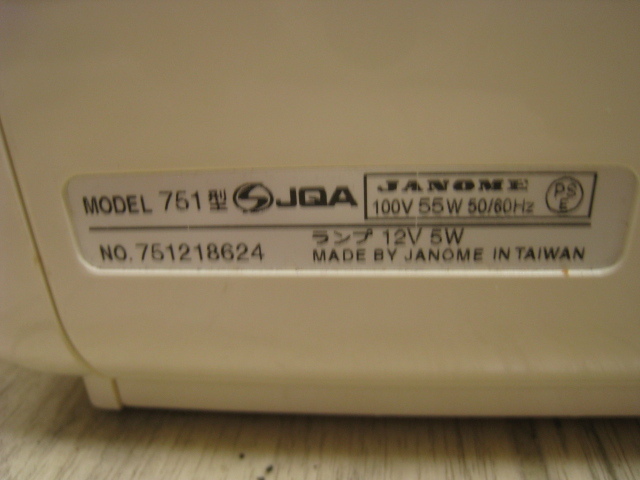 MODEL 751型 JQA JANOME
100V 55W 50/60Hz PSE
ランプ 12V 5W
NO.751218624 MADE BY JANOME IN TAIWAN